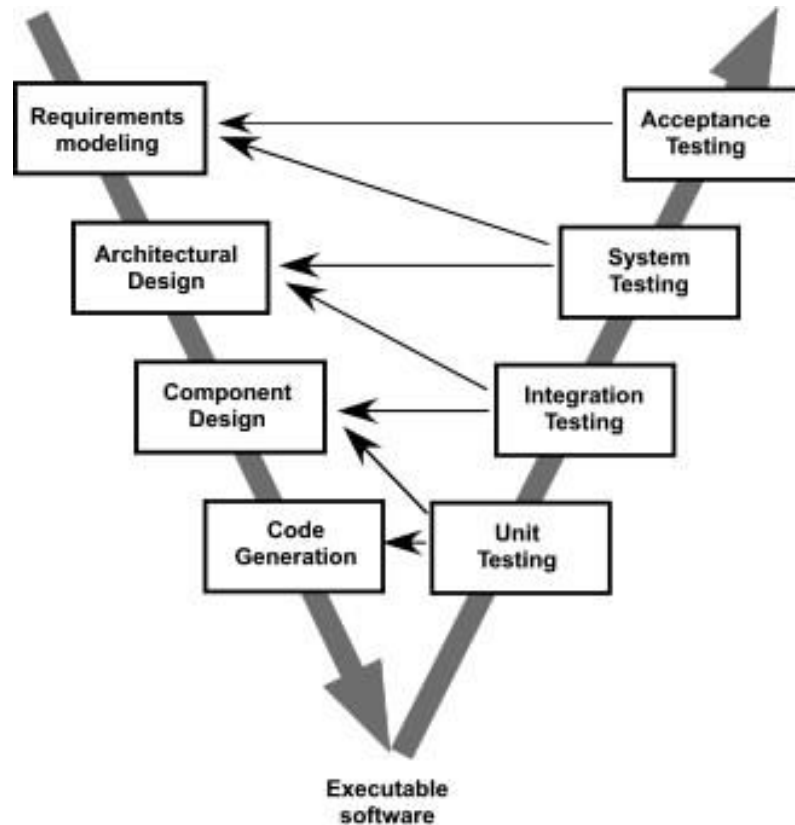 Requirements
modeling
Acceptance
Testing
Architectural
Design
System
Testing
Component
Design
Integration
Testing
Code
Generation
Unit
Testing
Executable
software